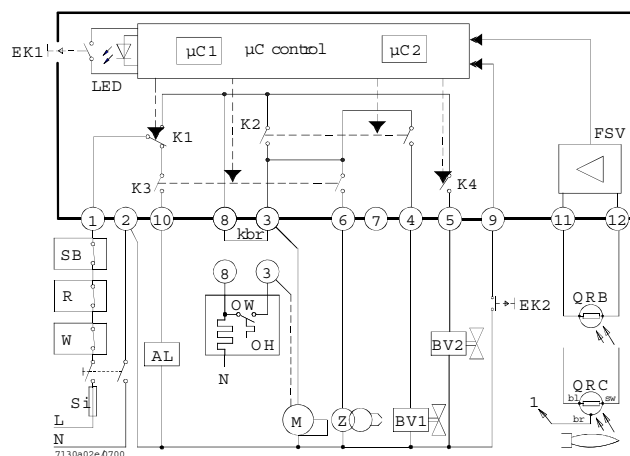 µC1 µC control µC2
EK1
LED
FSV
K1 K2
K3 K4
1 2 10 8 3 6 7 4 5 9 11 12
kbr
SB
8 3
EK2
QRB
R
OW
W
OH
BV2
AL
N
QRC
Si
bl sw
1
br
L
M Z BV1
N
7130a02e/0700